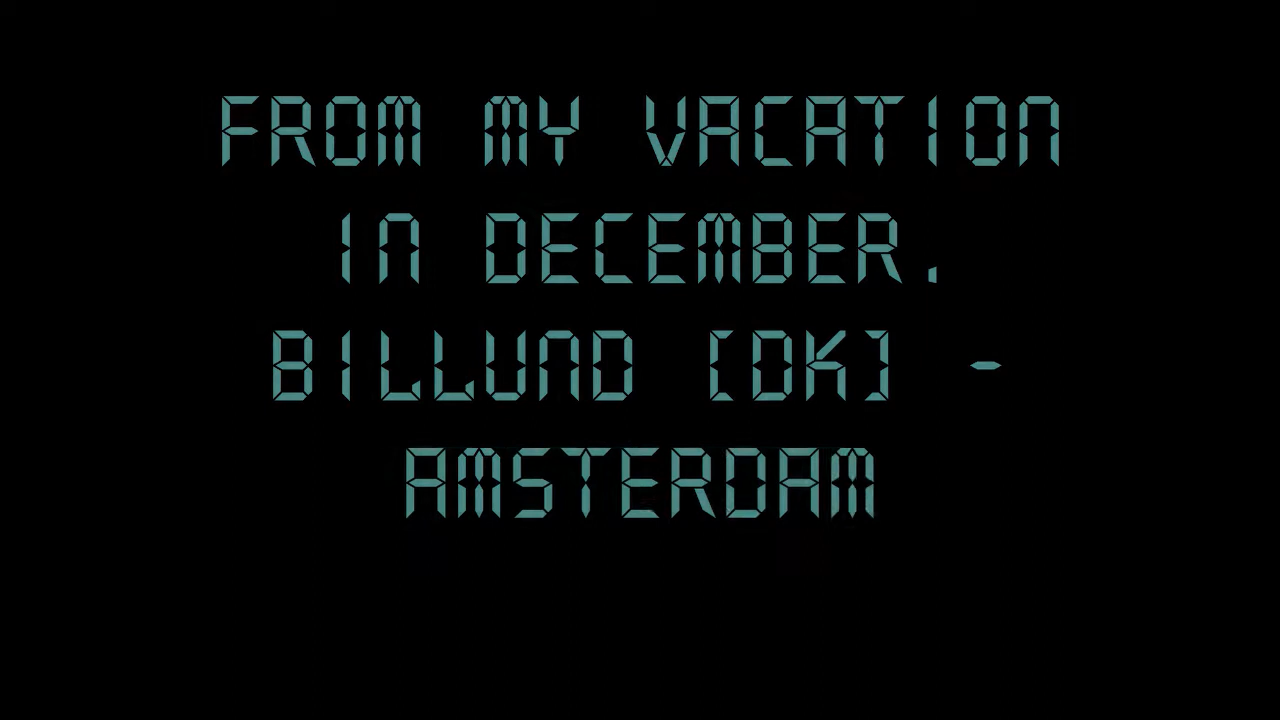 FROM MY VACATION
IN DECEMBER.
BILLUND [DK] -
AMSTERDAM